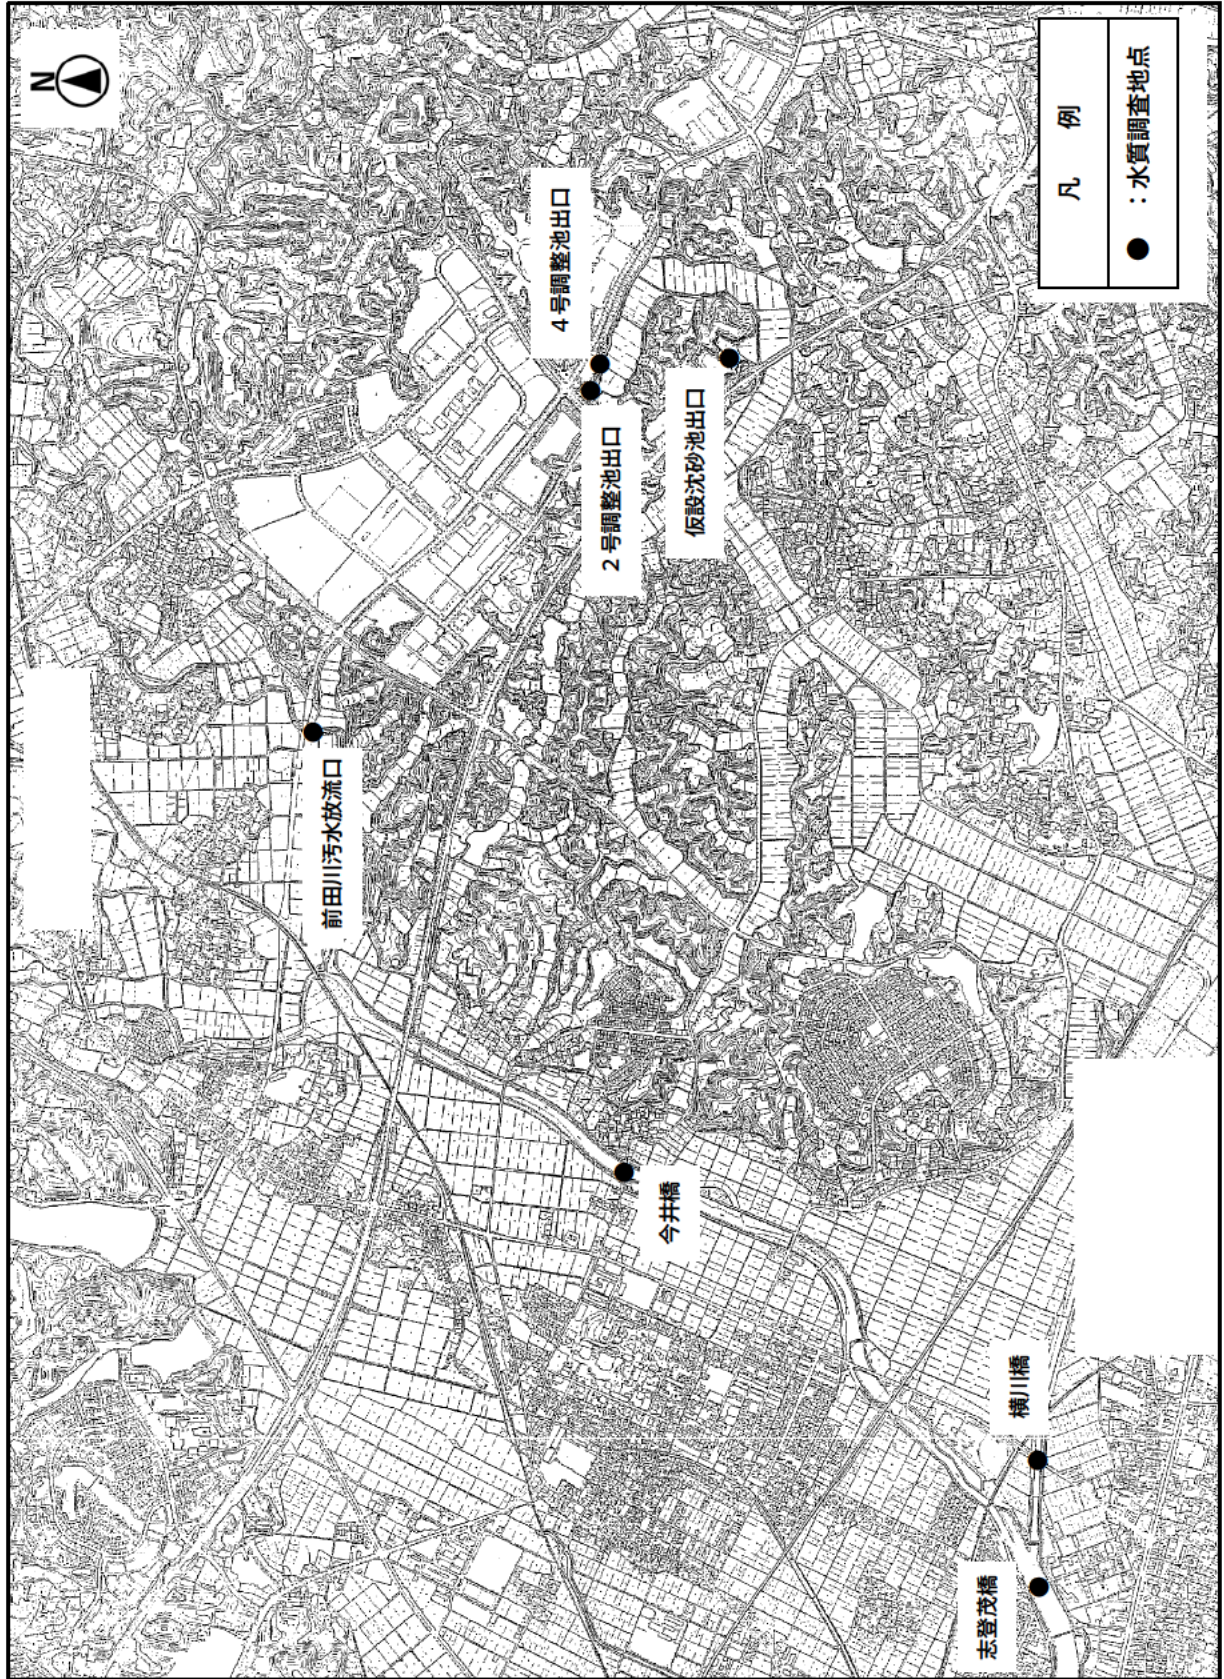 N
凡 例
● ：水質調査地点
4号調整池出口
2号調整池出口
仮設沈砂池出口
前田川汚水放流口
今井橋
横川橋
志登茂橋